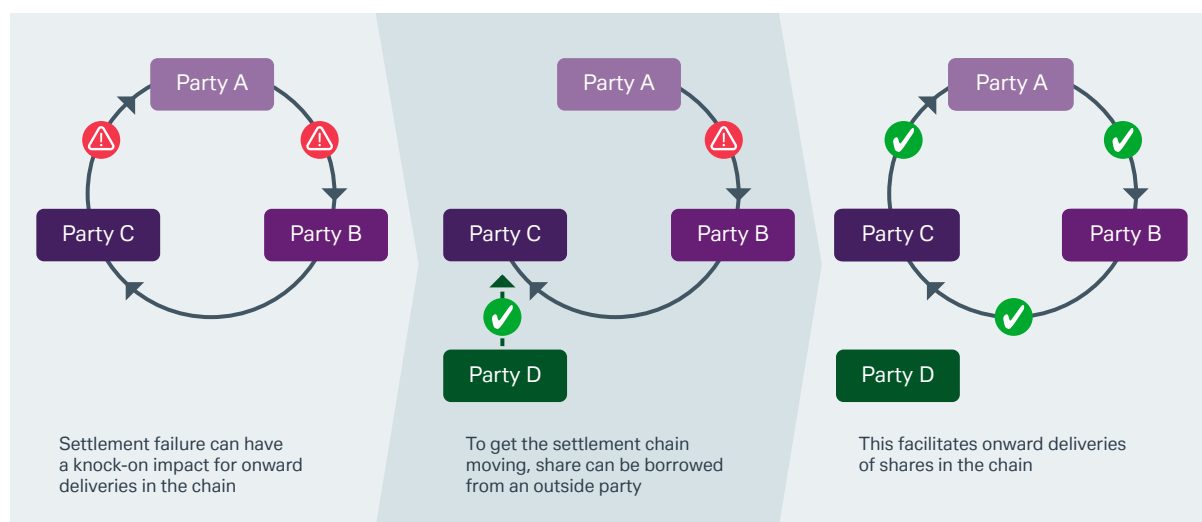 Party A
Party C
Party B
Settlement failure can have
a knock-on impact for onward
deliveries in the chain
Party A
Party C
Party B
Party D
To get the settlement chain
moving, share can be borrowed
from an outside party
Party A
Party C
Party B
Party D
This facilitates onward deliveries
of shares in the chain